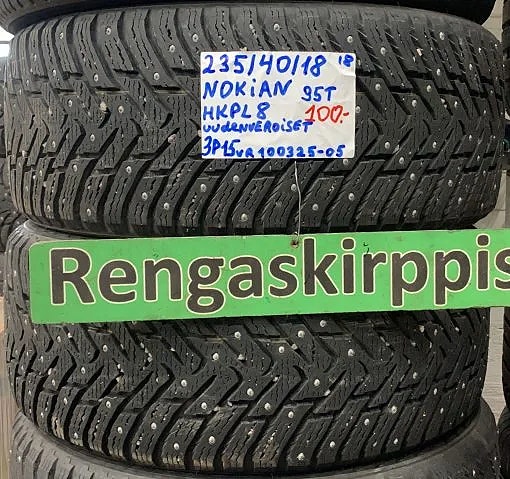 235/40/18 18
NOKiAN 95T
HKPL8 100.-
UUDENVEROiSET
3P15 VR100325-05
Rengaskirppis